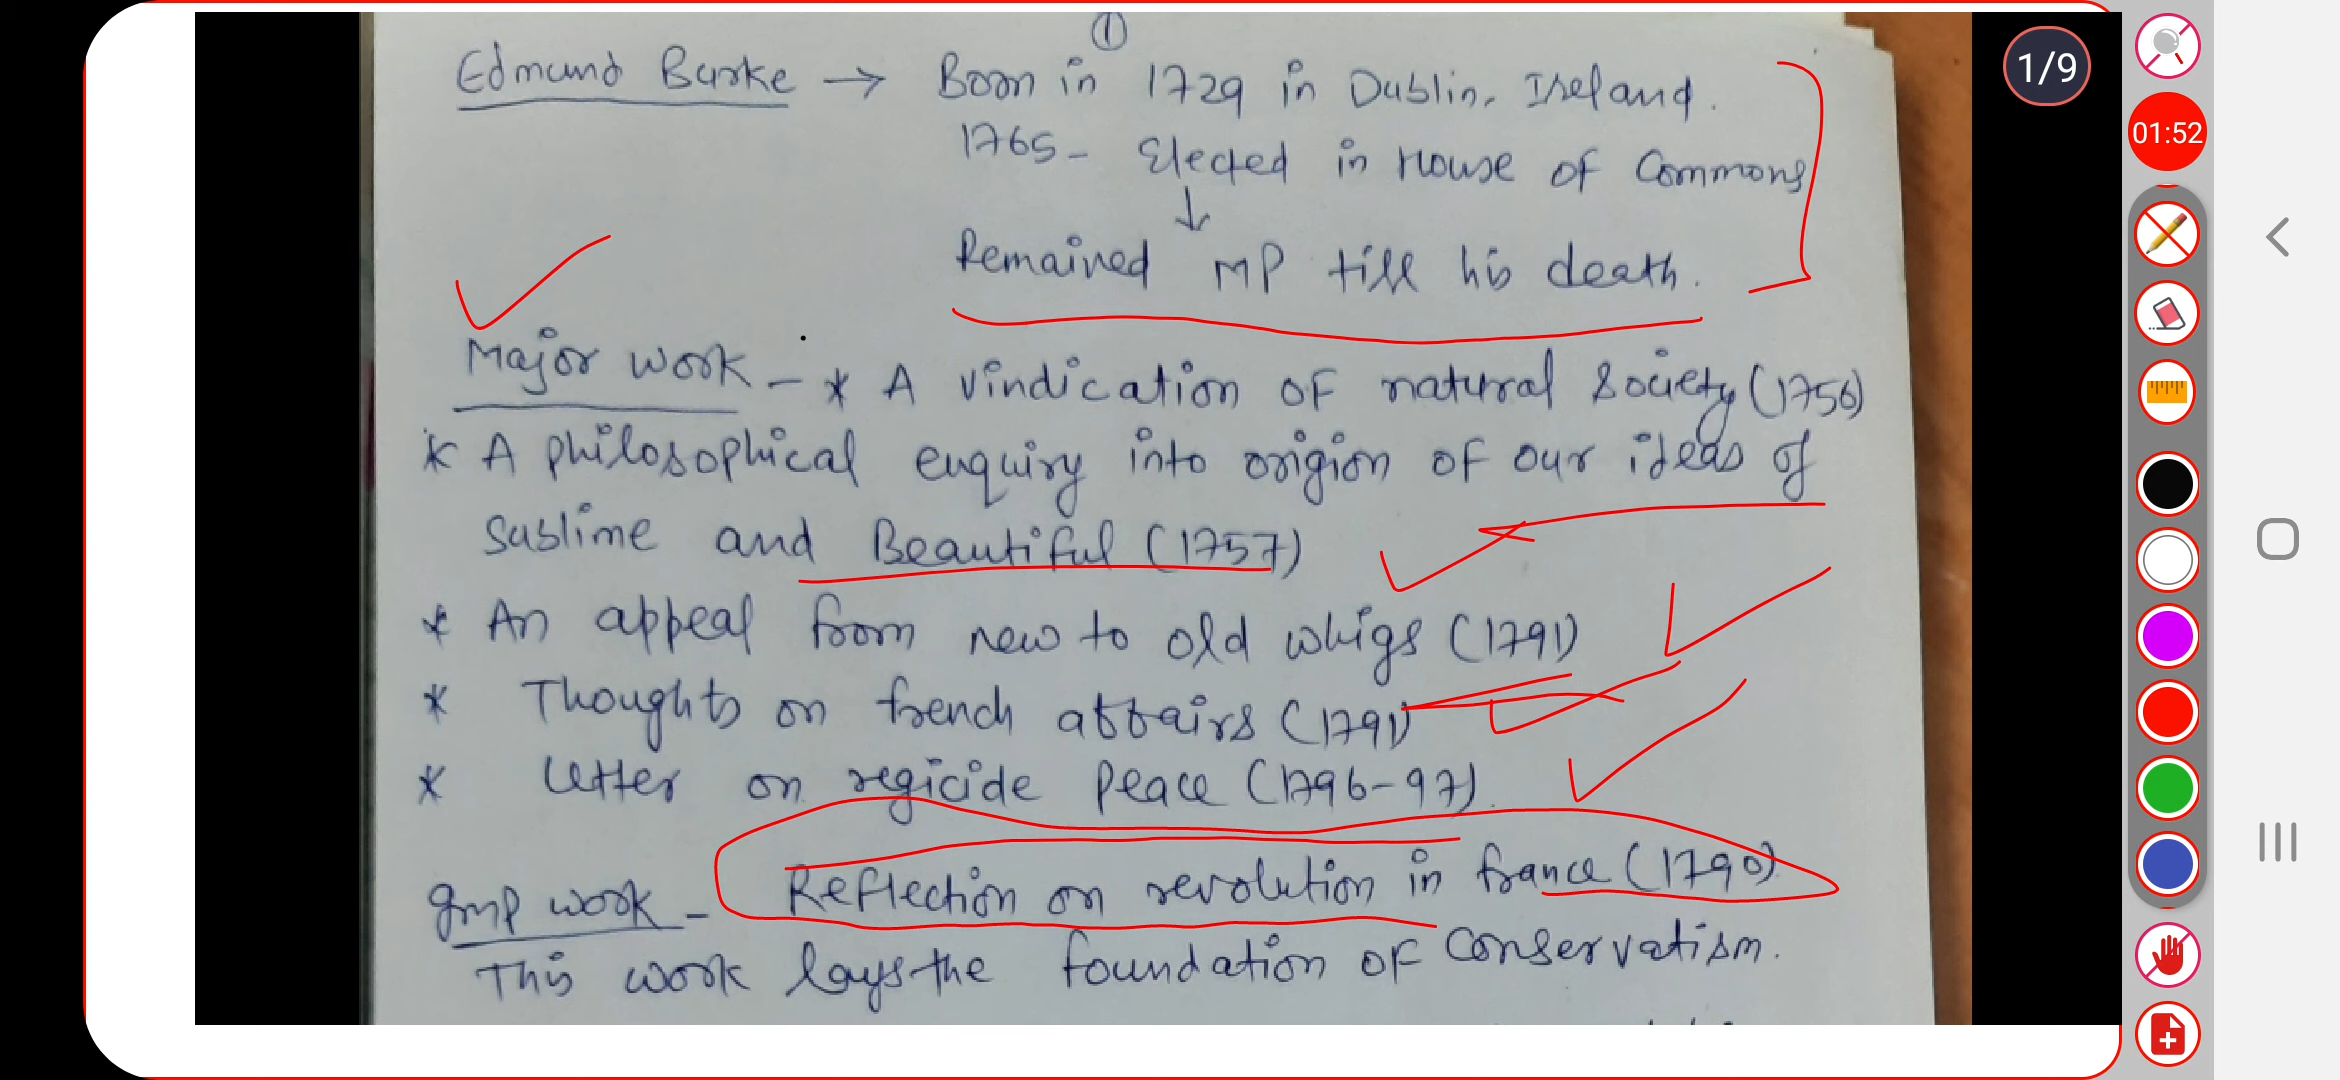 ①
Edmund Burke → Born in 1729 in Dublin, Ireland.
1765 - Elected in House of Commons
↓
Remained MP till his death.
Major work - * A vindication of natural Society (1756)
* A philosophical enquiry into origion of our ideas of
Sublime and Beautiful (1757)
* An appeal from new to old whigs (1791)
* Thoughts on french affairs (1791)
* letter on regicide peace (1796-97).
Imp work - Reflection on revolution in france (1790)
This work lays the foundation of Conservatism.
1/9
01:52